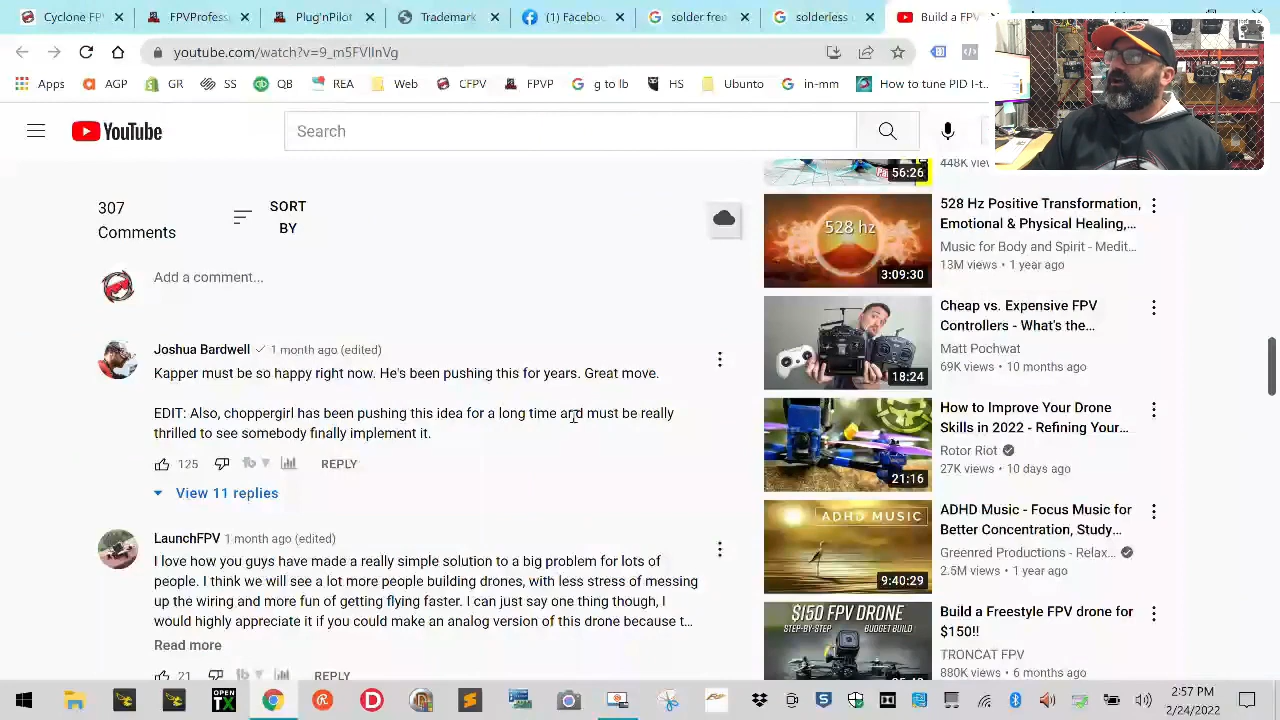 Cyclone FPV
FPVProless
PluginPilot
Trademark
(1) Facebo
solder free
solderless
Build a FPV
youtube.com/watch?v=9_m5FVlhVg
Apps
AGP
GR
SS
QB
REA
CFPV
FPVP
g to lb
HS
Ubunto
in-mm
How to tune PID I-t...
YouTube
Search
448K view
56:26
307
Comments
SORT
BY
Add a comment...
Joshua Bardwell 1 month ago (edited)
Kapper must be so happy right now. He's been pushing this for years. Great move.
EDIT: Also, choppergirl has been pushing this idea for a long time and must be really
thrilled to see somebody finally implement it.
125 REPLY
View 11 replies
LaunchFPV 1 month ago (edited)
I love how you guys have made a really simple solution to a big problem for lots of
people. I think we will see a lot more people building drones, with less stress of messing
up the wiring and more fun of getting flying faster. I can just say one thing though, I
would highly appreciate it if you could make an analog version of this drone because t...
Read more
REPLY
528 hz
3:09:30
528 Hz Positive Transformation,
Emotional & Physical Healing,...
Music for Body and Spirit - Medit...
13M views • 1 year ago
18:24
Cheap vs. Expensive FPV
Controllers - What's the...
Matt Pochwat
69K views • 10 months ago
21:16
How to Improve Your Drone
Skills in 2022 - Refining Your...
Rotor Riot
27K views • 10 days ago
ADHD MUSIC
9:40:29
ADHD Music - Focus Music for
Better Concentration, Study...
Greenred Productions - Relax...
2.5M views • 1 year ago
$150 FPV DRONE
STEP-BY-STEP BUDGET BUILD
Build a Freestyle FPV drone for
$150!!
TRONCAT FPV
880K views • 6 months ago
OPEN
TX
2:57 PM
2/24/2022